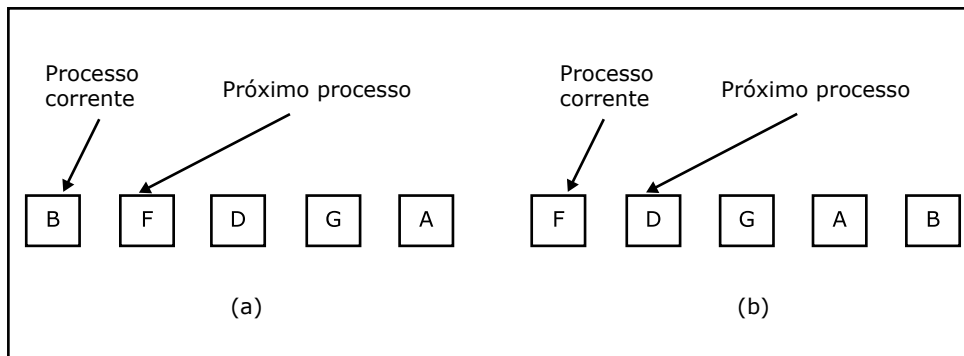 Processo
corrente
Próximo processo
B F D G A
(a)
Processo
corrente
Próximo processo
F D G A B
(b)